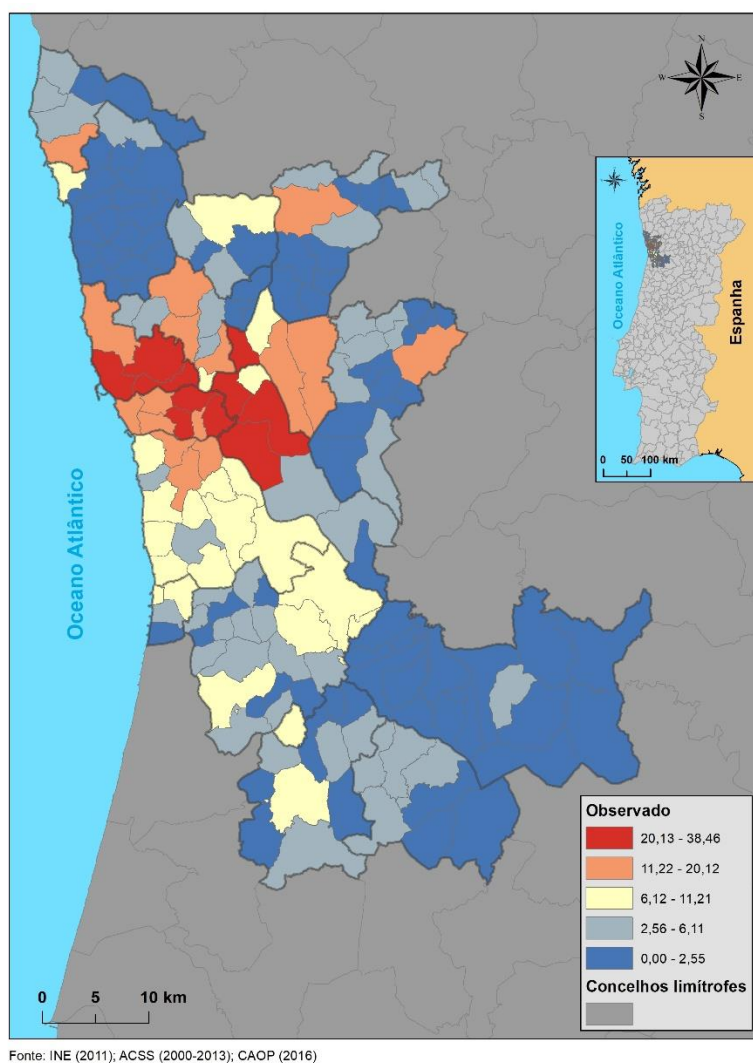 N
W
E
S
Oceano Atlântico
Espanha
0 50 100 km
Oceano Atlântico
Observado
20,13 - 38,46
11,22 - 20,12
6,12 - 11,21
2,56 - 6,11
0,00 - 2,55
Concelhos limítrofes
0 5 10 km
Fonte: INE (2011); ACSS (2000-2013); CAOP (2016)